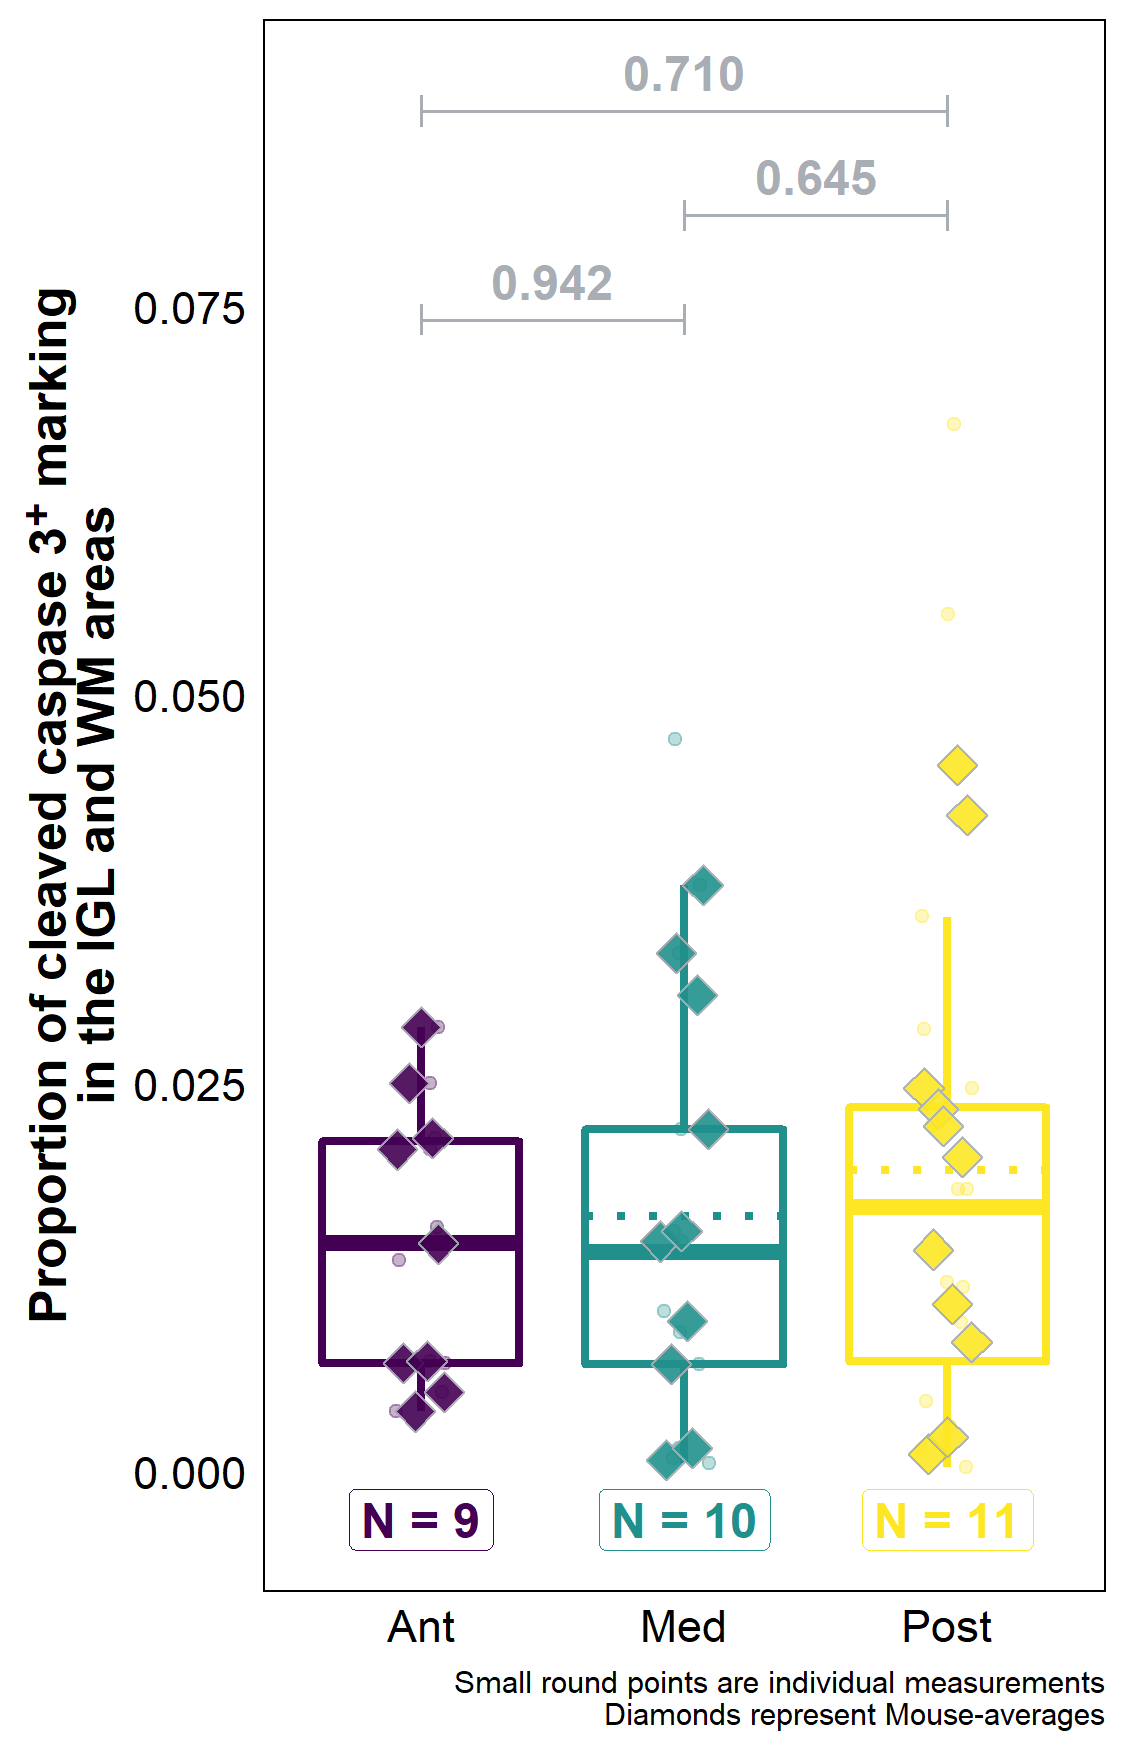 Proportion of cleaved caspase 3⁺ marking
in the IGL and WM areas
0.710
0.645
0.942
0.075
0.050
0.025
0.000
N = 9
N = 10
N = 11
Ant
Med
Post
Small round points are individual measurements
Diamonds represent Mouse-averages